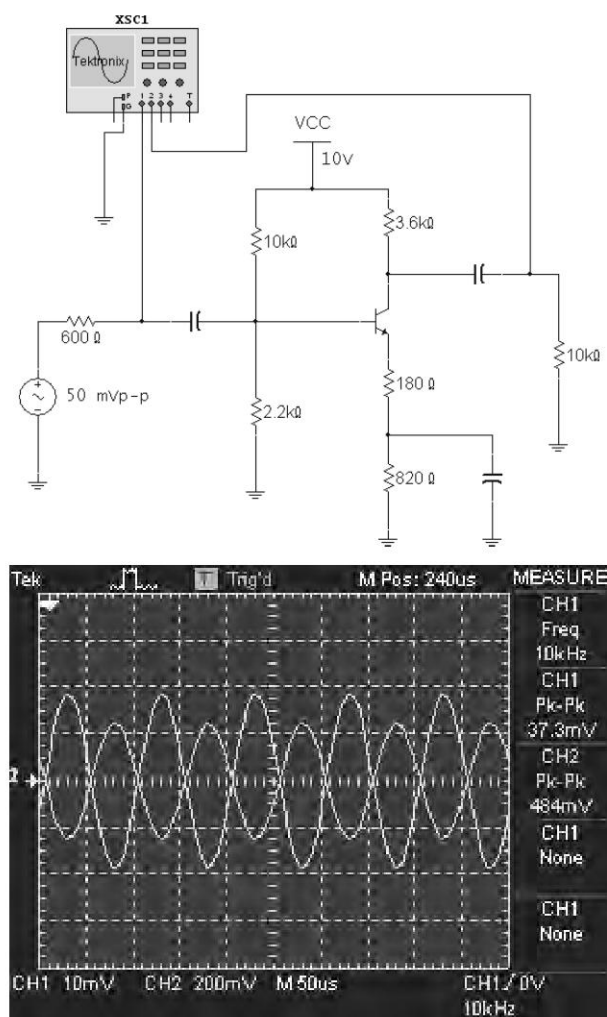 XSC1
Tektronix
P G 1 2 3 4 T
VCC
10V
10kΩ
3.6kΩ
600 Ω
50 mVp-p
2.2kΩ
180 Ω
820 Ω
10kΩ
Tek T Trig'd M Pos: 240us MEASURE
CH1
Freq
10kHz
CH1
Pk-Pk
37.3mV
CH2
Pk-Pk
484mV
CH1
None
CH1
None
CH1 10mV CH2 200mV M 50us CH1 / 0V
10kHz